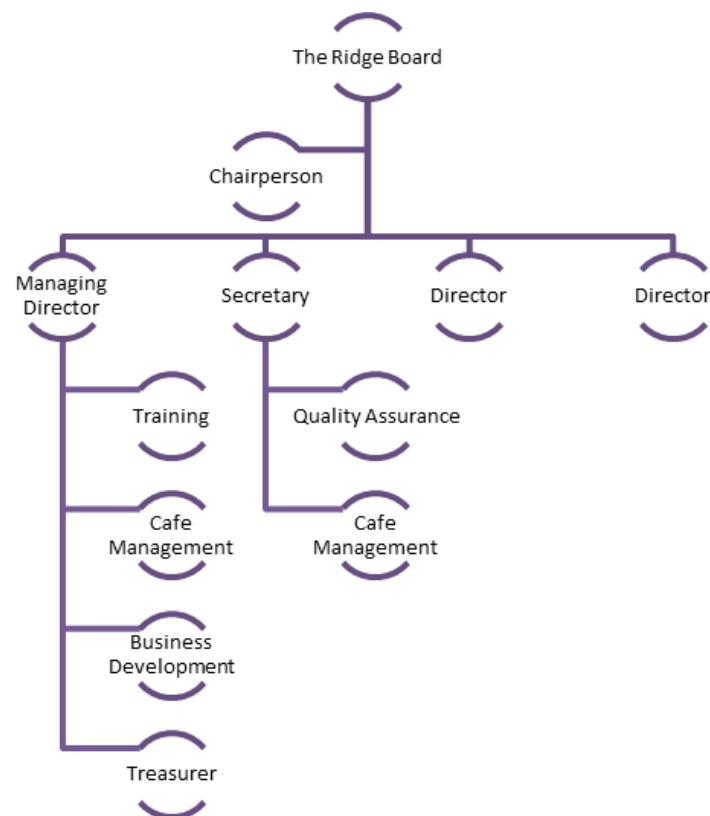 The Ridge Board
Chairperson
Managing
Director
Secretary
Director
Director
Training
Quality Assurance
Cafe
Management
Cafe
Management
Business
Development
Treasurer